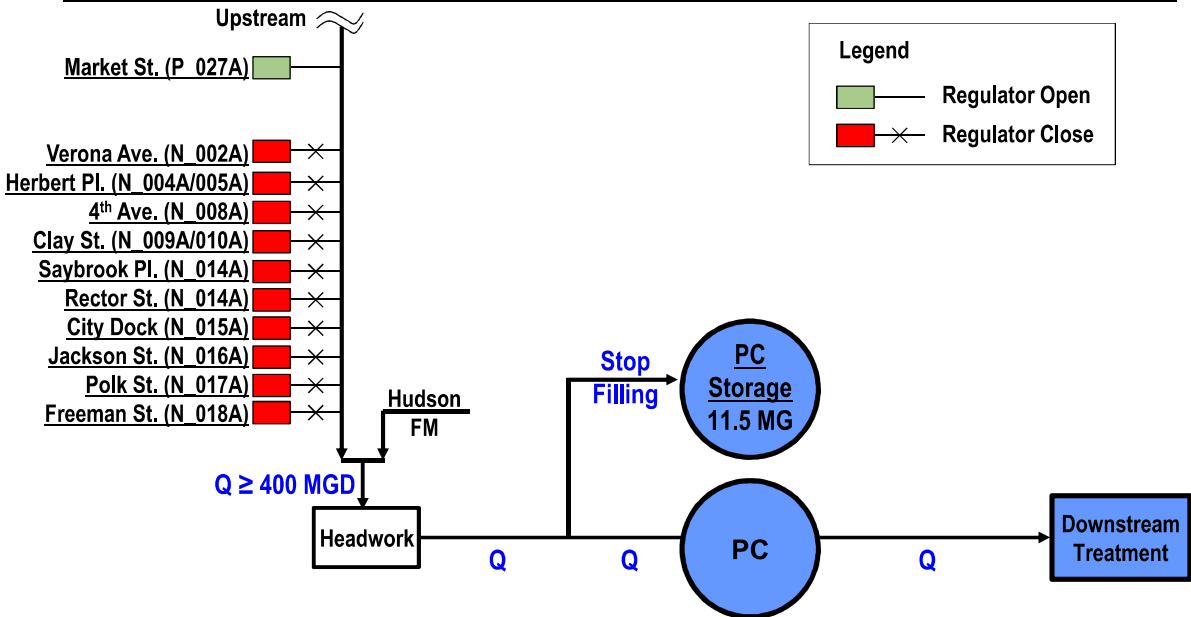 Upstream
Market St. (P_027A)
Verona Ave. (N_002A)
Herbert Pl. (N_004A/005A)
4th Ave. (N_008A)
Clay St. (N_009A/010A)
Saybrook Pl. (N_014A)
Rector St. (N_014A)
City Dock (N_015A)
Jackson St. (N_016A)
Polk St. (N_017A)
Freeman St. (N_018A)
Legend
Regulator Open
Regulator Close
Hudson
FM
Q ≥ 400 MGD
Headwork
Q
Stop
Filling
PC
Storage
11.5 MG
Q
PC
Q
Downstream
Treatment